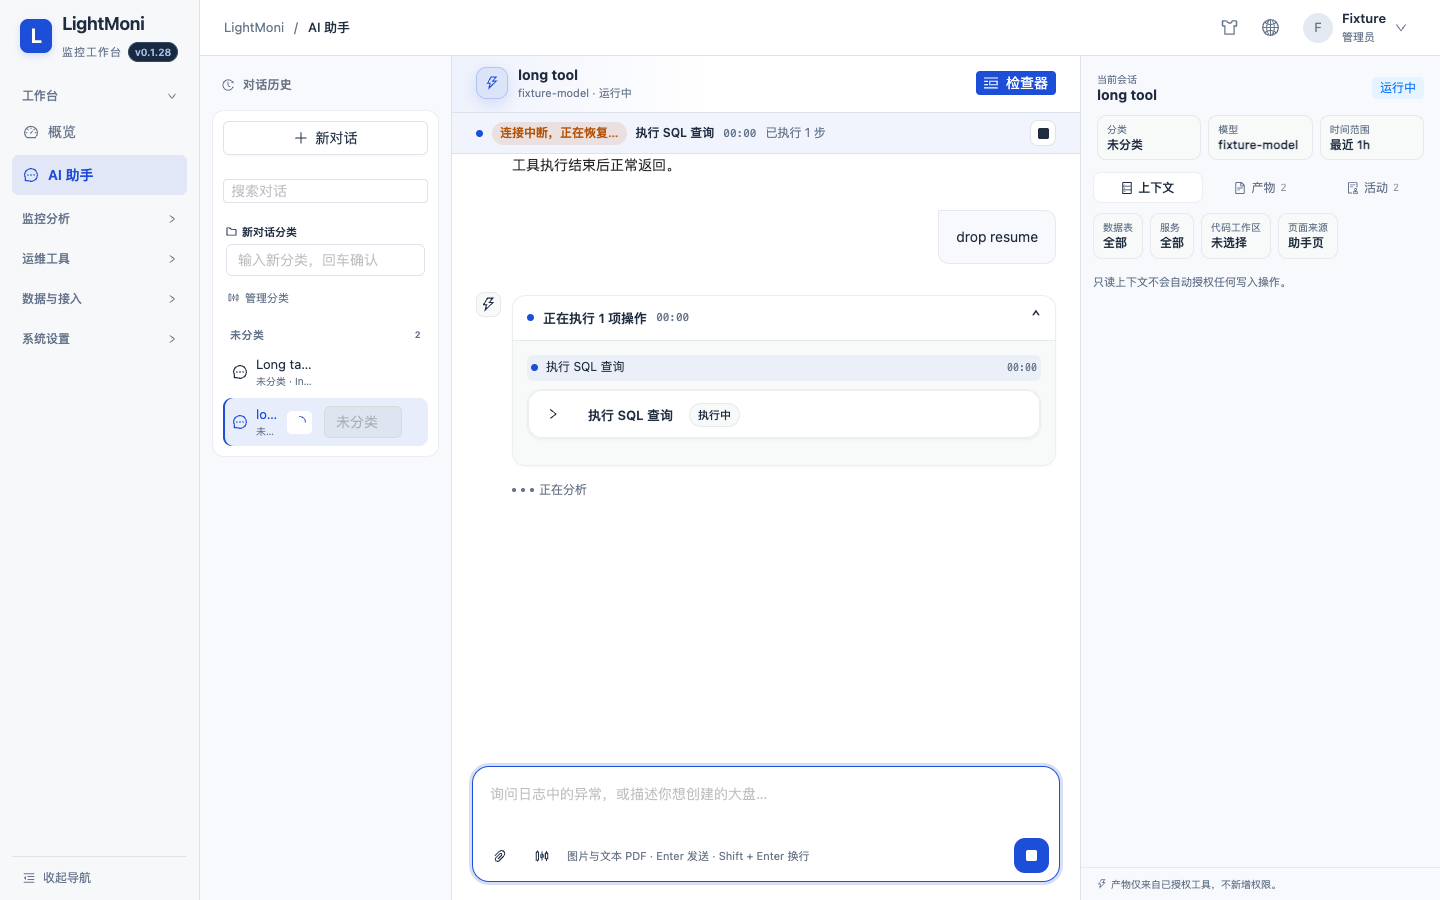 L
LightMoni
监控工作台 v0.1.28
工作台
概览
AI 助手
监控分析
运维工具
数据与接入
系统设置
收起导航
LightMoni / AI 助手
F
Fixture
管理员
对话历史
新对话
搜索对话
新对话分类
输入新分类，回车确认
管理分类
未分类 2
Long ta...
未分类 · In...
lo...
未...
未分类
long tool
fixture-model · 运行中
检查器
连接中断，正在恢复... 执行 SQL 查询 00:00 已执行 1 步
工具执行结束后正常返回。
drop resume
正在执行 1 项操作 00:00
执行 SQL 查询 00:00
执行 SQL 查询 执行中
正在分析
询问日志中的异常，或描述你想创建的大盘...
图片与文本 PDF · Enter 发送 · Shift + Enter 换行
当前会话
long tool
运行中
分类
未分类
模型
fixture-model
时间范围
最近 1h
上下文
产物 2
活动 2
数据表
全部
服务
全部
代码工作区
未选择
页面来源
助手页
只读上下文不会自动授权任何写入操作。
产物仅来自已授权工具，不新增权限。